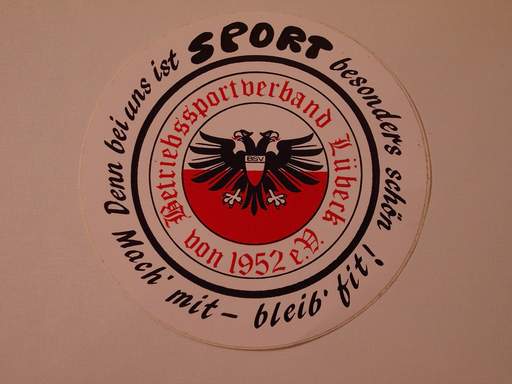 Denn bei uns ist SPORT besonders schön
Mach' mit - bleib' fit!
Betriebssportverband Lübeck
von 1952 e.V.
BSV